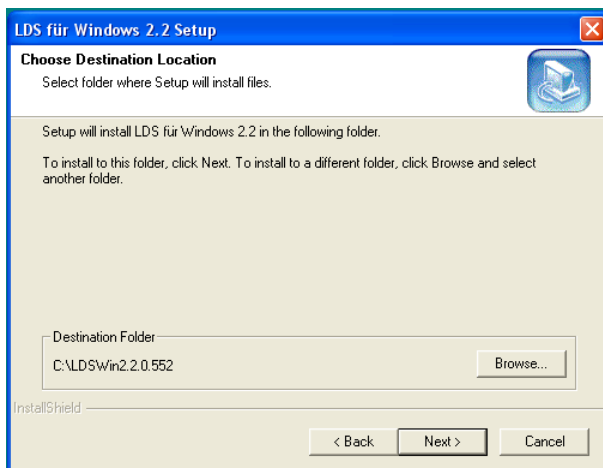 LDS für Windows 2.2 Setup
Choose Destination Location
Select folder where Setup will install files.
Setup will install LDS für Windows 2.2 in the following folder.
To install to this folder, click Next. To install to a different folder, click Browse and select
another folder.
Destination Folder
C:\LDSWin2.2.0.552
Browse...
InstallShield
< Back
Next >
Cancel